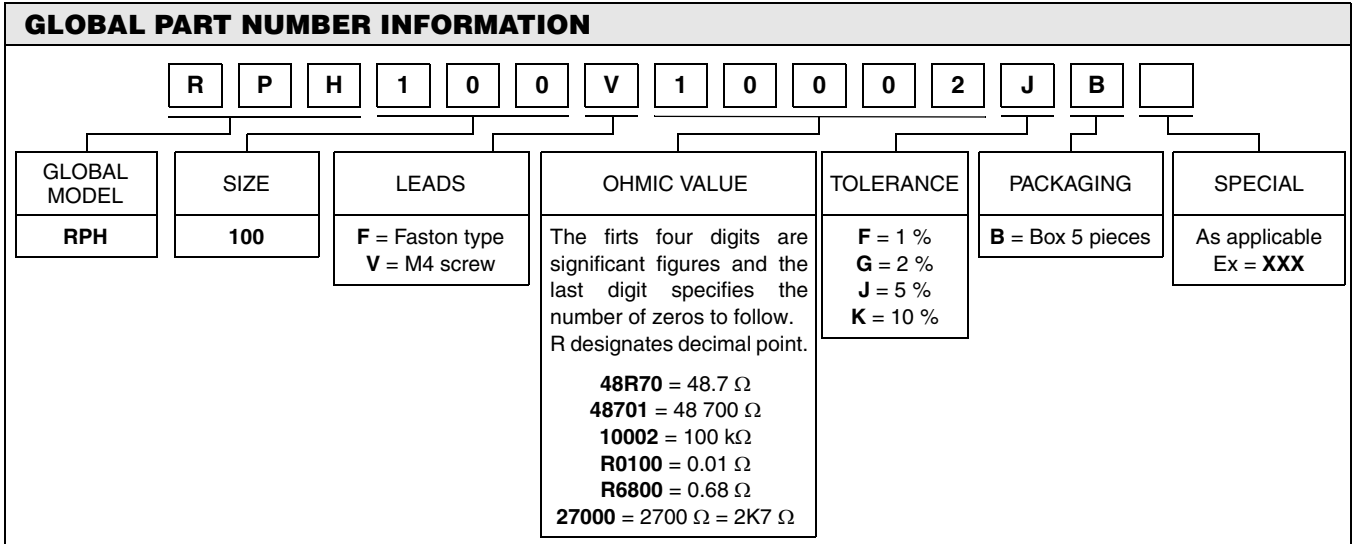 GLOBAL PART NUMBER INFORMATION
R P H 1 0 0 V 1 0 0 0 2 J B
GLOBAL
MODEL
RPH
SIZE
100
LEADS
F = Faston type
V = M4 screw
OHMIC VALUE
The firts four digits are
significant figures and the
last digit specifies the
number of zeros to follow.
R designates decimal point.
48R70 = 48.7 Ω
48701 = 48 700 Ω
10002 = 100 kΩ
R0100 = 0.01 Ω
R6800 = 0.68 Ω
27000 = 2700 Ω = 2K7 Ω
TOLERANCE
F = 1 %
G = 2 %
J = 5 %
K = 10 %
PACKAGING
B = Box 5 pieces
SPECIAL
As applicable
Ex = XXX